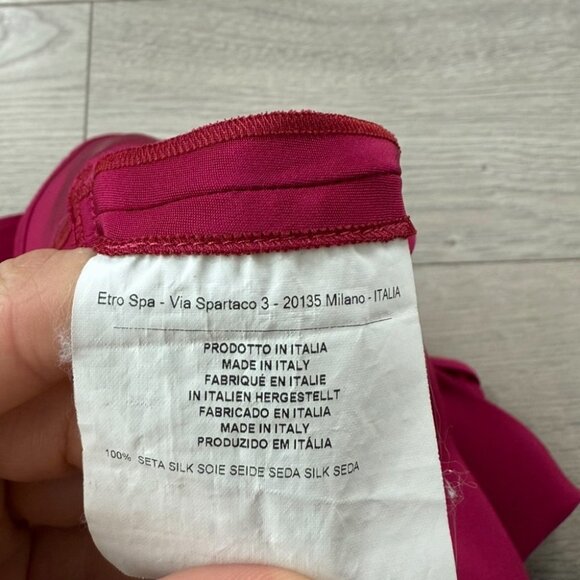 Etro Spa - Via Spartaco 3 - 20135 Milano - ITALIA
PRODOTTO IN ITALIA
MADE IN ITALY
FABRIQUÉ EN ITALIE
IN ITALIEN HERGESTELLT
FABRICADO EN ITALIA
MADE IN ITALY
PRODUZIDO EM ITÁLIA
100% SETA SILK SOIE SEIDE SEDA SILK SEDA